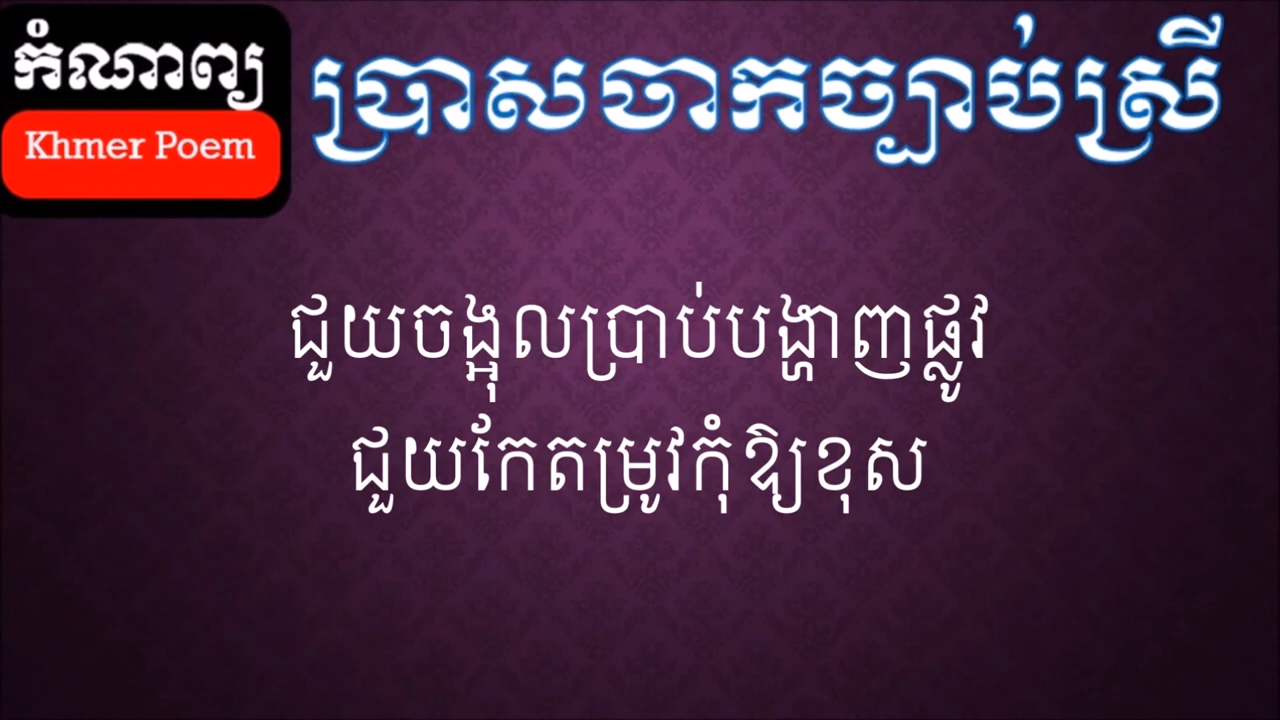 កំណាព្យ
Khmer Poem
ប្រាសចាកច្បាប់ស្រី
ជួយចង្អុលប្រាប់បង្ហាញផ្លូវ
ជួយកែតម្រូវកុំឱ្យខុស